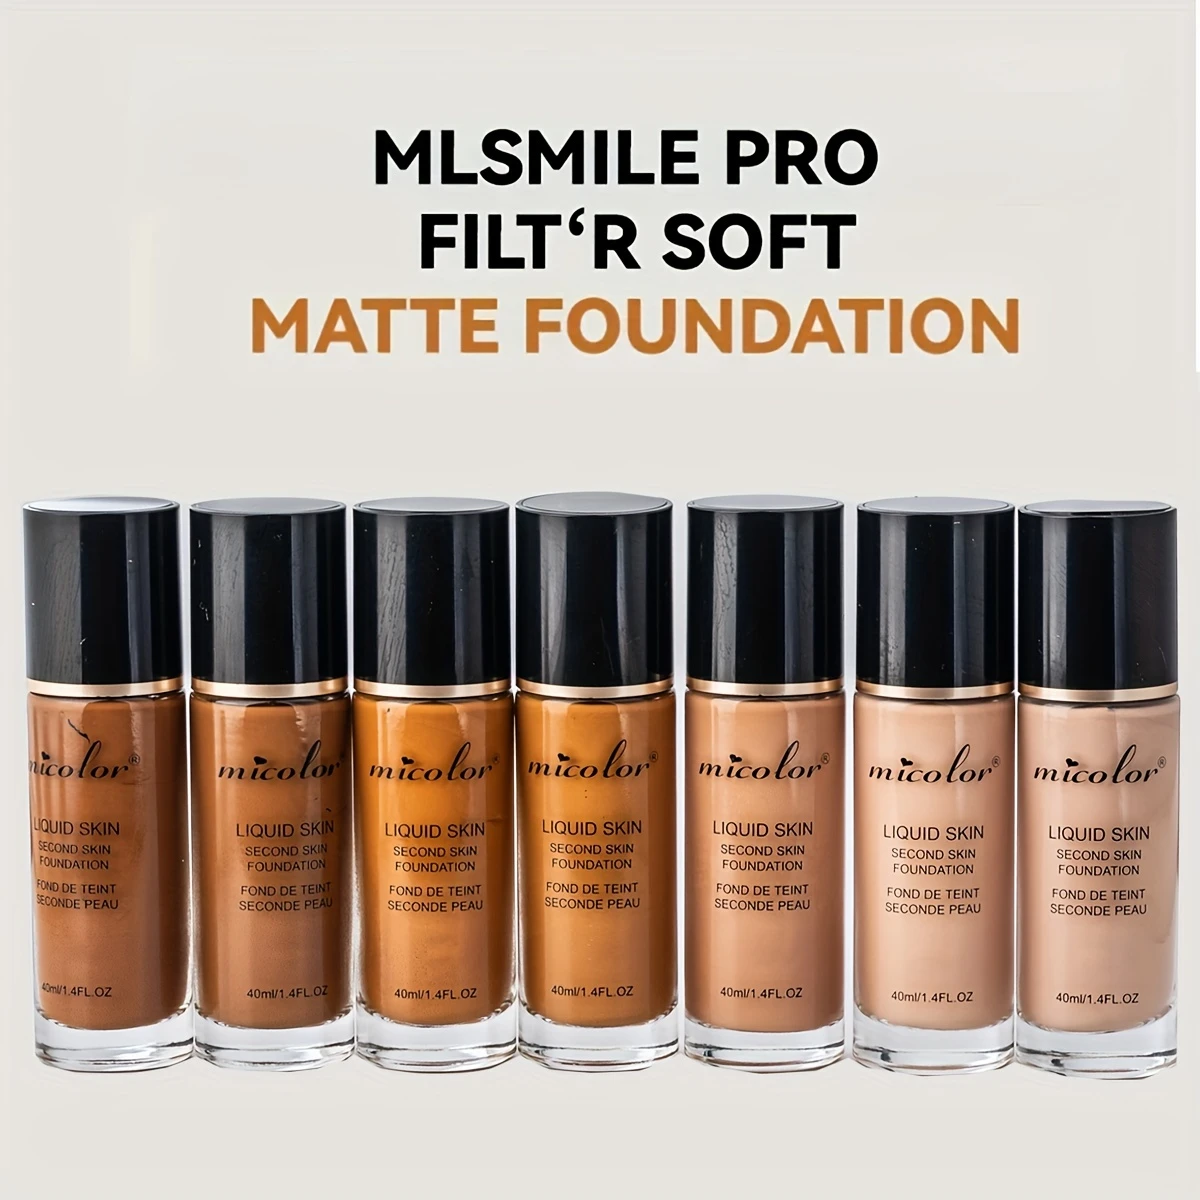 MLSMILE PRO
FILT‘R SOFT
MATTE FOUNDATION
micolor®
LIQUID SKIN
SECOND SKIN
FOUNDATION
FOND DE TEINT
SECONDE PEAU
40ml/1.4FL.OZ
micolor
LIQUID SKIN
SECOND SKIN
FOUNDATION
FOND DE TEINT
SECONDE PEAU
40ml/1.4FL.OZ
micolor®
LIQUID SKIN
SECOND SKIN
FOUNDATION
FOND DE TEINT
SECONDE PEAU
40ml/1.4FL.OZ
micolor®
LIQUID SKIN
SECOND SKIN
FOUNDATION
FOND DE TEINT
SECONDE PEAU
40ml/1.4FL.OZ
micolor®
LIQUID SKIN
SECOND SKIN
FOUNDATION
FOND DE TEINT
SECONDE PEAU
40ml/1.4FL.OZ
micolor®
LIQUID SKIN
SECOND SKIN
FOUNDATION
FOND DE TEINT
SECONDE PEAU
40ml/1.4FL.OZ
micolor®
LIQUID SKIN
SECOND SKIN
FOUNDATION
FOND DE TEINT
SECONDE PEAU
40ml/1.4FL.OZ